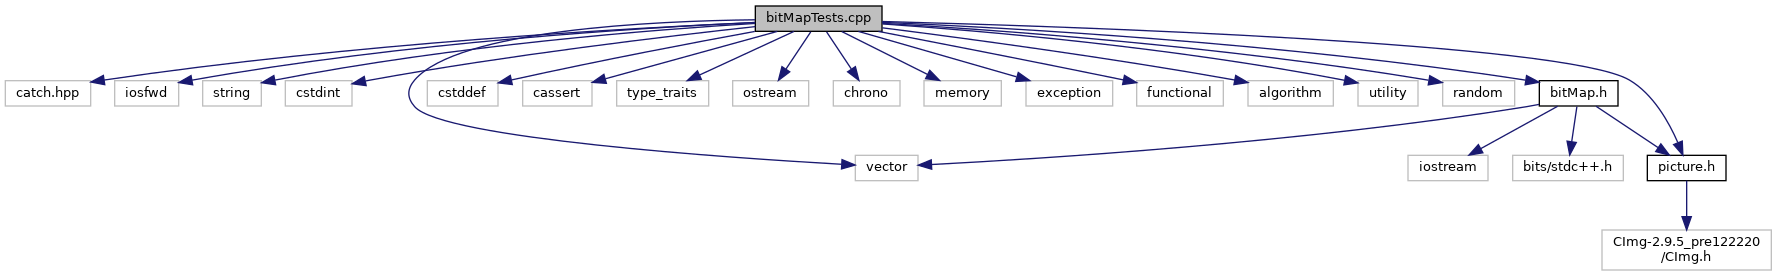 bitMapTests.cpp
catch.hpp
iosfwd
string
cstdint
cstddef
cassert
type_traits
ostream
chrono
memory
exception
functional
algorithm
utility
random
bitMap.h
vector
iostream
bits/stdc++.h
picture.h
CImg-2.9.5_pre122220
/CImg.h